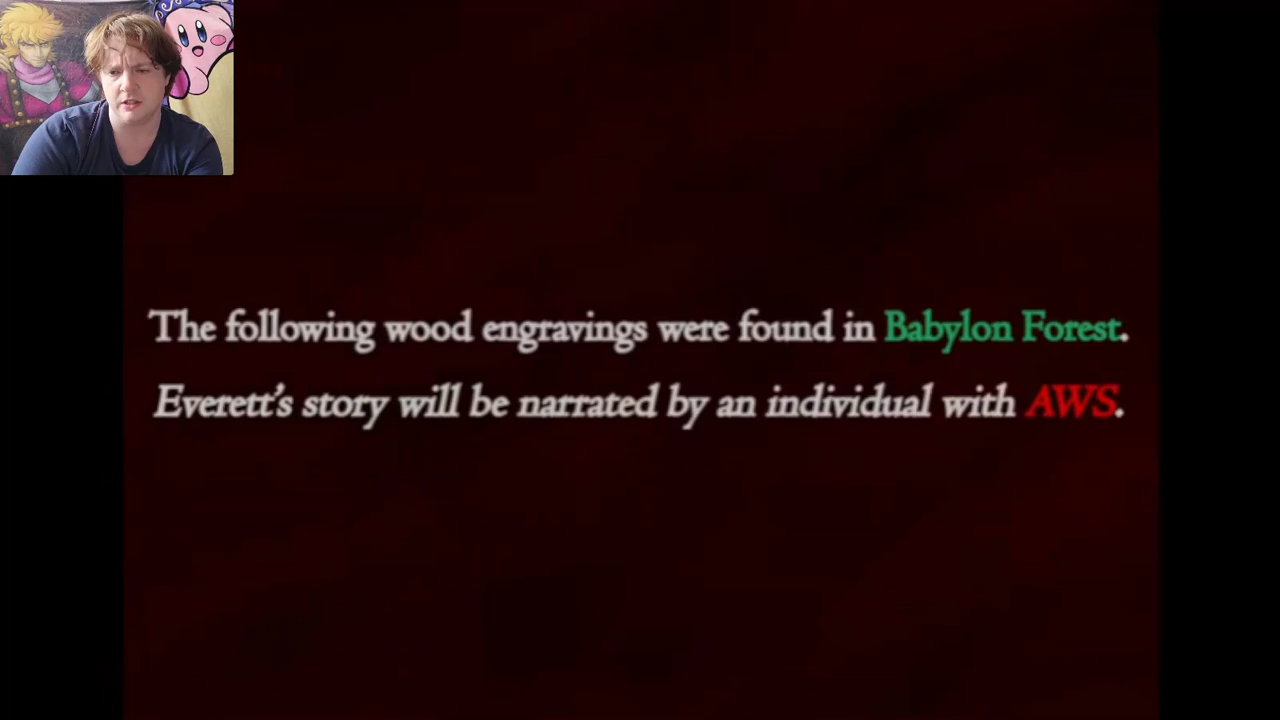 The following wood engravings were found in Babylon Forest.
Everett's story will be narrated by an individual with AWS.